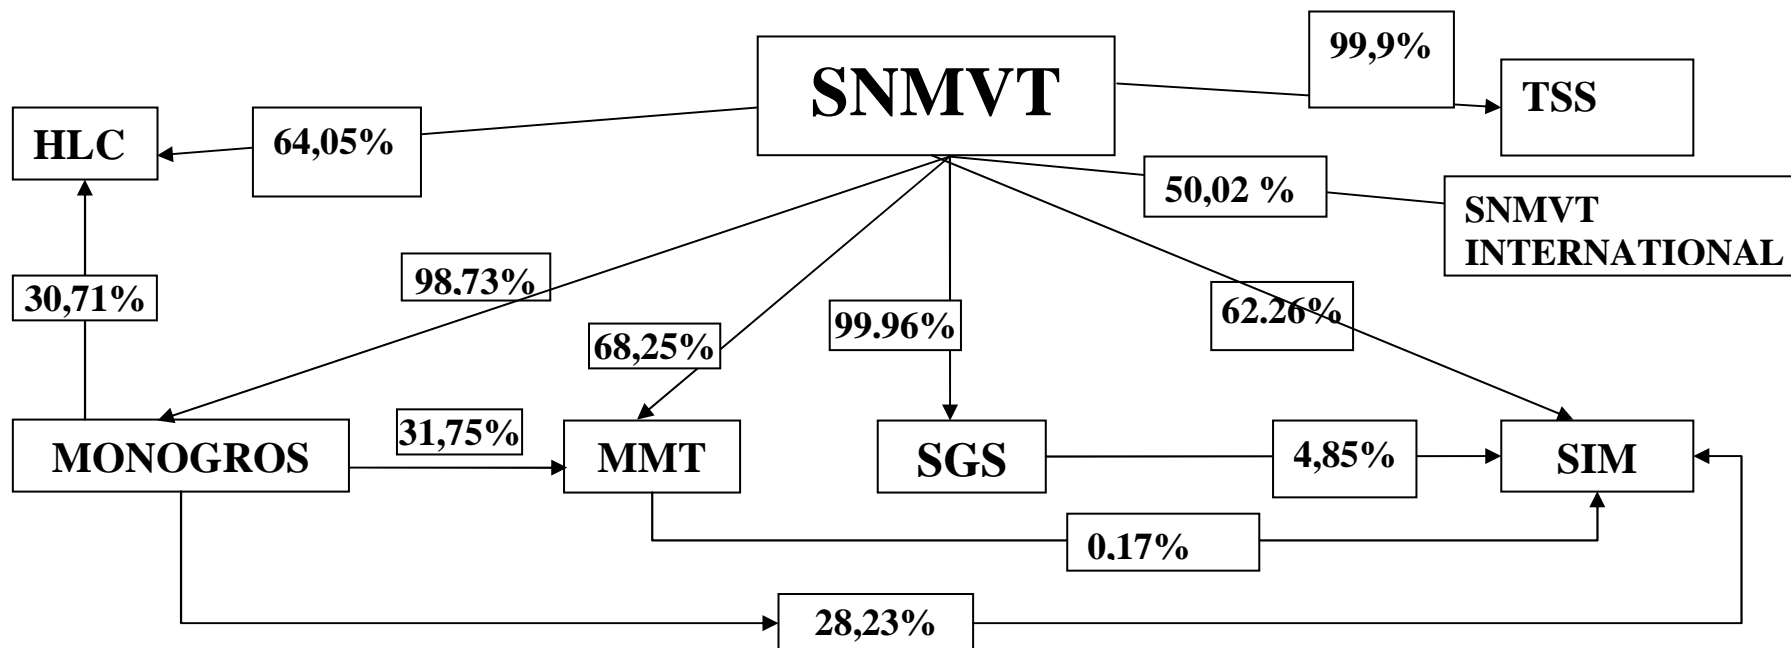 99,9%
SNMVT
TSS
HLC
64,05%
50,02 %
SNMVT
INTERNATIONAL
98.73%
30,71%
62.26%
99.96%
68,25%
31,75%
MONOGROS
MMT
SGS
4,85%
SIM
0,17%
28,23%